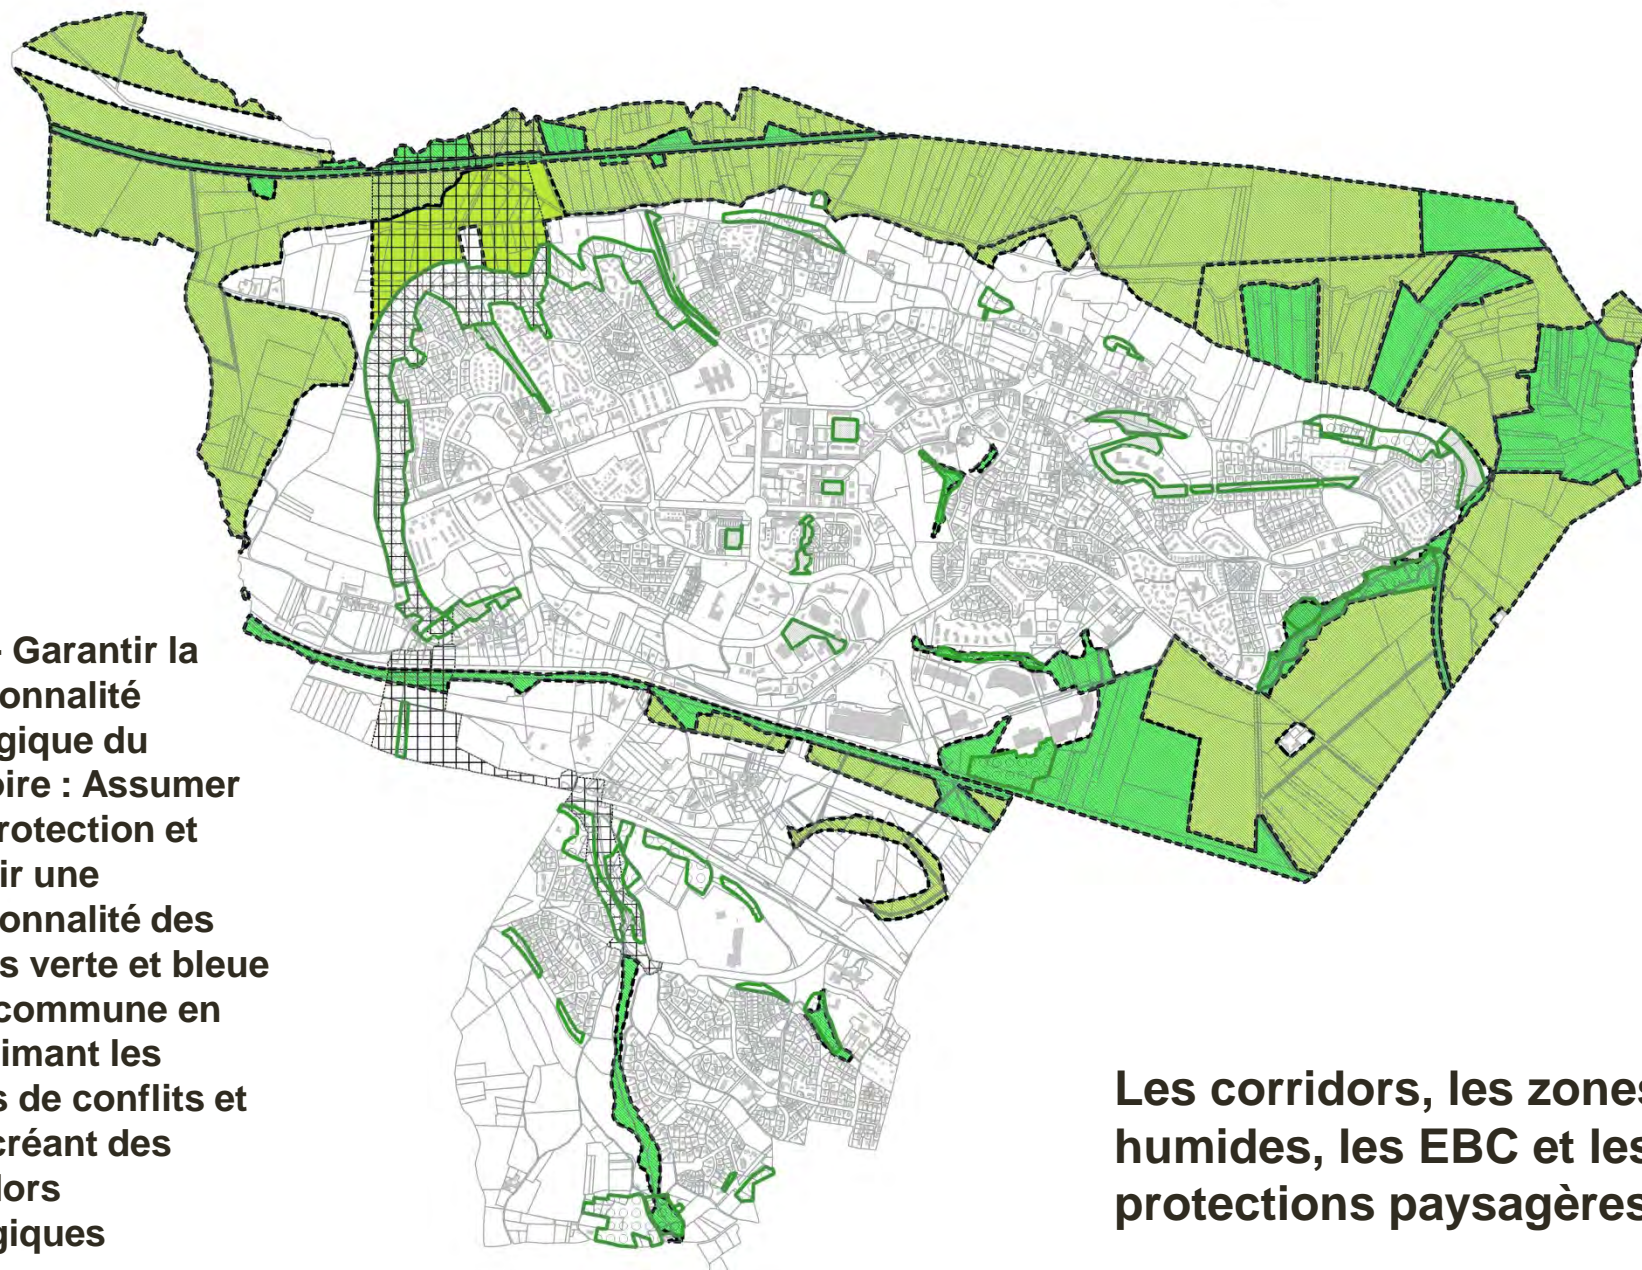 - Garantir la
onnalité
gique du
oire : Assumer
rotection et
ir une
onnalité des
s verte et bleue
commune en
imant les
s de conflits et
créant des
dors
giques
Les corridors, les zones
humides, les EBC et les
protections paysagères